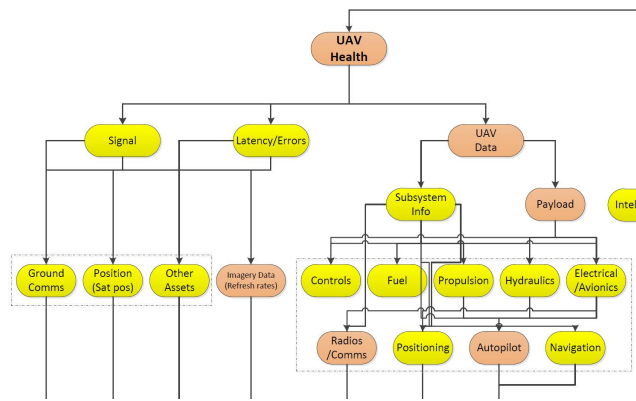 UAV
Health
Signal
Latency/Errors
UAV
Data
Subsystem
Info
Payload
Ground
Comms
Position
(Sat pos)
Other
Assets
Imagery Data
(Refresh rates)
Controls
Fuel
Propulsion
Hydraulics
Electrical
/Avionics
Radios
/Comms
Positioning
Autopilot
Navigation